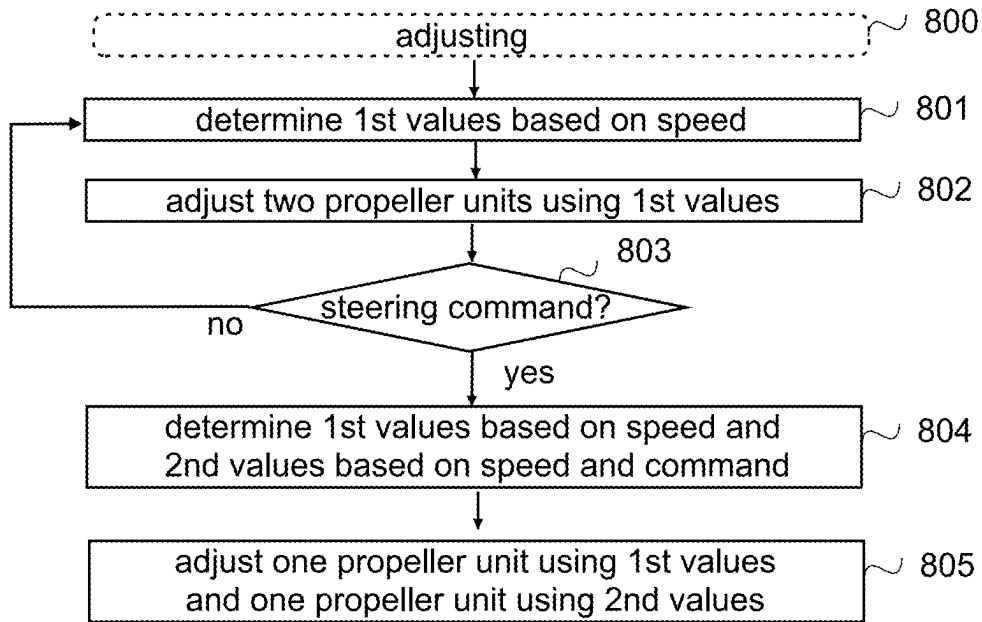 adjusting
800
determine 1st values based on speed
801
adjust two propeller units using 1st values
802
803
steering command?
no
yes
determine 1st values based on speed and
2nd values based on speed and command
804
adjust one propeller unit using 1st values
and one propeller unit using 2nd values
805